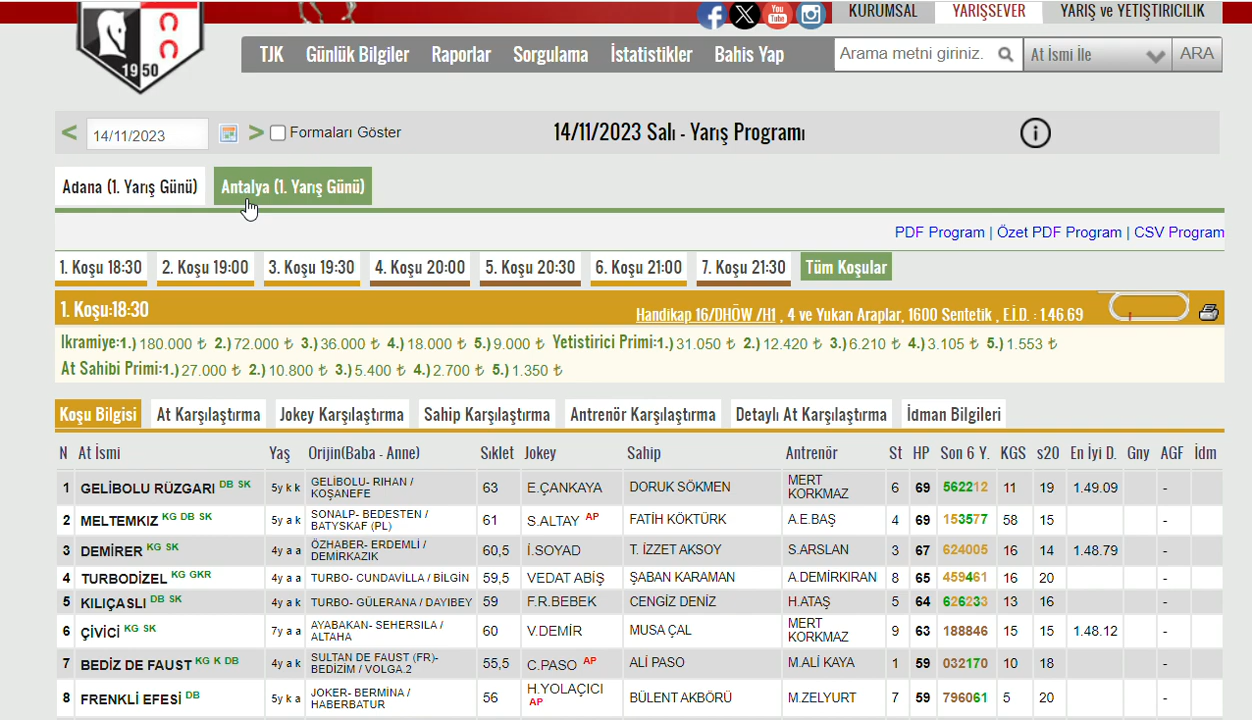 You
Tube
KURUMSAL YARIŞSEVER YARIŞ ve YETİŞTİRİCİLİK
C C
1950
TJK Günlük Bilgiler Raporlar Sorgulama İstatistikler Bahis Yap Arama metni giriniz. At İsmi İle ARA
< 14/11/2023 > Formaları Göster 14/11/2023 Salı - Yarış Programı
Adana (1. Yarış Günü) Antalya (1. Yarış Günü)
PDF Program | Özet PDF Program | CSV Program
1. Koşu 18:30 2. Koşu 19:00 3. Koşu 19:30 4. Koşu 20:00 5. Koşu 20:30 6. Koşu 21:00 7. Koşu 21:30 Tüm Koşular
1. Koşu:18:30 Handikap 16/DHÖW /H1 , 4 ve Yukarı Araplar, 1600 Sentetik , E.İ.D. : 1.46.69
Ikramiye:1.) 180.000 ₺ 2.) 72.000 ₺ 3.) 36.000 ₺ 4.) 18.000 ₺ 5.) 9.000 ₺ Yetistirici Primi:1.) 31.050 ₺ 2.) 12.420 ₺ 3.) 6.210 ₺ 4.) 3.105 ₺ 5.) 1.553 ₺
At Sahibi Primi:1.) 27.000 ₺ 2.) 10.800 ₺ 3.) 5.400 ₺ 4.) 2.700 ₺ 5.) 1.350 ₺
Koşu Bilgisi At Karşılaştırma Jokey Karşılaştırma Sahip Karşılaştırma Antrenör Karşılaştırma Detaylı At Karşılaştırma İdman Bilgileri
N At İsmi Yaş Orijin(Baba - Anne) Sıklet Jokey Sahip Antrenör St HP Son 6 Y. KGS s20 En İyi D. Gny AGF İdm
1 GELİBOLU RÜZGARI DB SK 5y k k GELİBOLU- RIHAN / KOŞANEFE 63 E.ÇANKAYA DORUK SÖKMEN MERT KORKMAZ 6 69 562212 11 19 1.49.09 -
2 MELTEMKIZ KG DB SK 5y a k SONALP- BEDESTEN / BATYSKAF (PL) 61 S.ALTAY AP FATİH KÖKTÜRK A.E.BAŞ 4 69 153577 58 15 -
3 DEMİRER KG SK 4y a a ÖZHABER- ERDEMLİ / DEMİRKAZIK 60,5 İ.SOYAD T. İZZET AKSOY S.ARSLAN 3 67 624005 16 14 1.48.79 -
4 TURBODİZEL KG GKR 4y a a TURBO- CUNDAVİLLA / BİLGİN 59,5 VEDAT ABİŞ ŞABAN KARAMAN A.DEMİRKIRAN 8 65 459461 16 20 -
5 KILIÇASLI DB SK 4y a k TURBO- GÜLERANA / DAYIBEY 59 F.R.BEBEK CENGİZ DENİZ H.ATAŞ 5 64 626233 13 16 -
6 ÇİVİCİ KG SK 7y a a AYABAKAN- SEHERSILA / ALTAHA 60 V.DEMİR MUSA ÇAL MERT KORKMAZ 9 63 188846 15 15 1.48.12 -
7 BEDİZ DE FAUST KG K DB 4y a k SULTAN DE FAUST (FR)- BEDİZİM / VOLGA.2 55,5 C.PASO AP ALİ PASO M.ALİ KAYA 1 59 032170 10 18 -
8 FRENKLİ EFESİ DB 5y k a JOKER- BERMİNA / HABERBATUR 56 H.YOLAÇICI AP BÜLENT AKBÖRÜ M.ZELYURT 7 59 796061 5 20 -